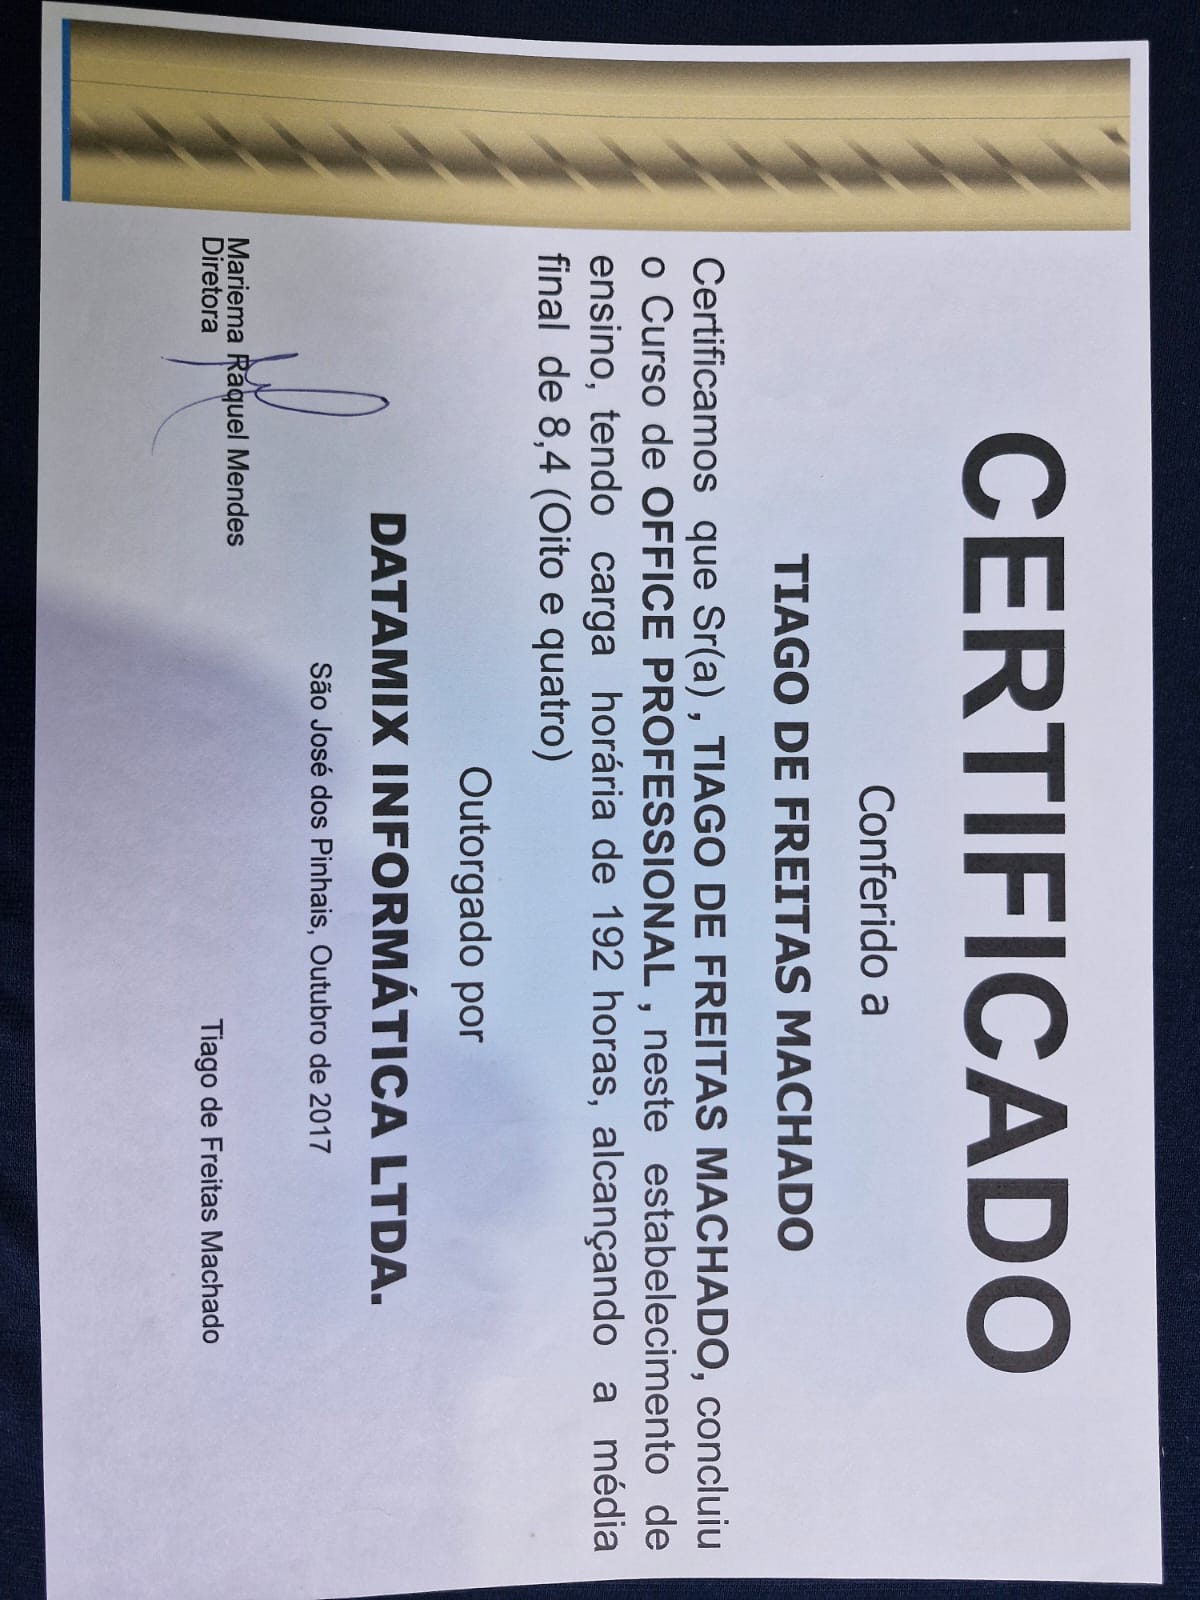 CERTIFICADO
Conferido a
TIAGO DE FREITAS MACHADO
Certificamos que Sr(a) , TIAGO DE FREITAS MACHADO, concluiu
o Curso de OFFICE PROFESSIONAL , neste estabelecimento de
ensino, tendo carga horária de 192 horas, alcançando a média
final de 8,4 (Oito e quatro)
Outorgado por
DATAMIX INFORMÁTICA LTDA.
São José dos Pinhais, Outubro de 2017
Mariema Raquel Mendes
Diretora
Tiago de Freitas Machado